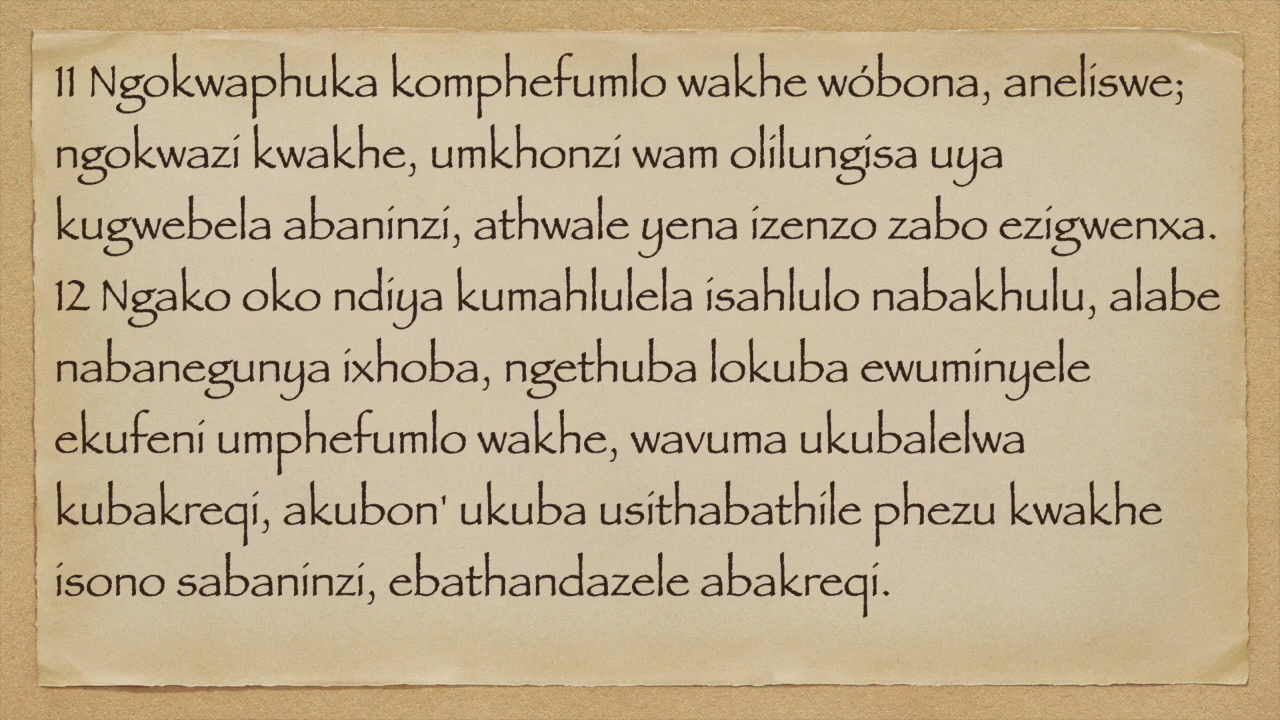 11 Ngokwaphuka komphefumlo wakhe wóbona, aneliswe;
ngokwazi kwakhe, umkhonzi wam olilungisa uya
kugwebela abaninzi, athwale yena izenzo zabo ezigwenxa.
12 Ngako oko ndiya kumahlulela isahlulo nabakhulu, alabe
nabanegunya ixhoba, ngethuba lokuba ewuminyele
ekufeni umphefumlo wakhe, wavuma ukubalelwa
kubakreqi, akubon' ukuba usithabathile phezu kwakhe
isono sabaninzi, ebathandazele abakreqi.